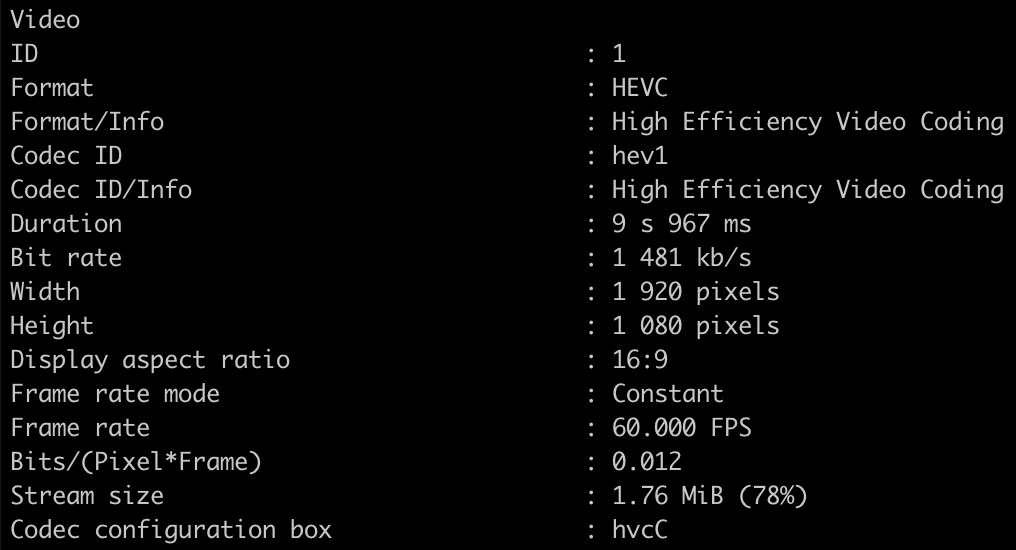 Video
ID : 1
Format : HEVC
Format/Info : High Efficiency Video Coding
Codec ID : hev1
Codec ID/Info : High Efficiency Video Coding
Duration : 9 s 967 ms
Bit rate : 1 481 kb/s
Width : 1 920 pixels
Height : 1 080 pixels
Display aspect ratio : 16:9
Frame rate mode : Constant
Frame rate : 60.000 FPS
Bits/(Pixel*Frame) : 0.012
Stream size : 1.76 MiB (78%)
Codec configuration box : hvcC